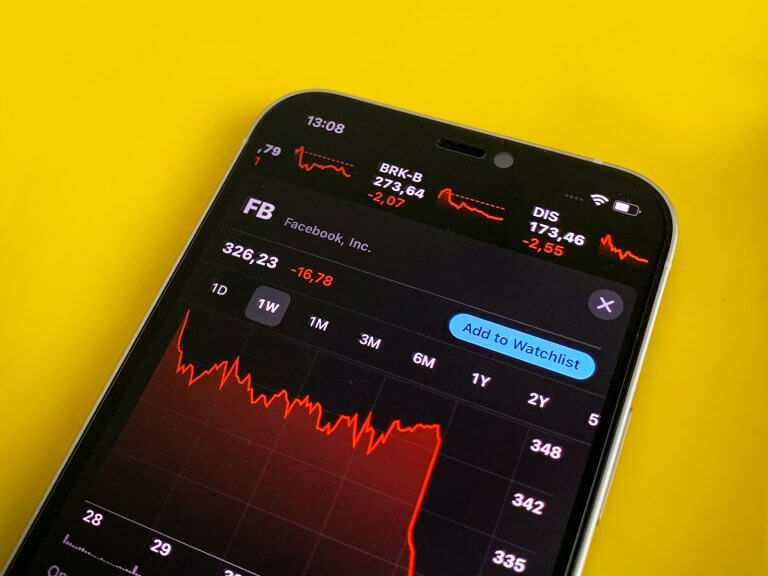 13:08
,79
1
BRK-B
273,64
-2,07
DIS
173,46
-2,55
FB Facebook, Inc.
326,23 -16,78
Add to Watchlist
1D 1W 1M 3M 6M 1Y 2Y 5
348
342
335
28 29